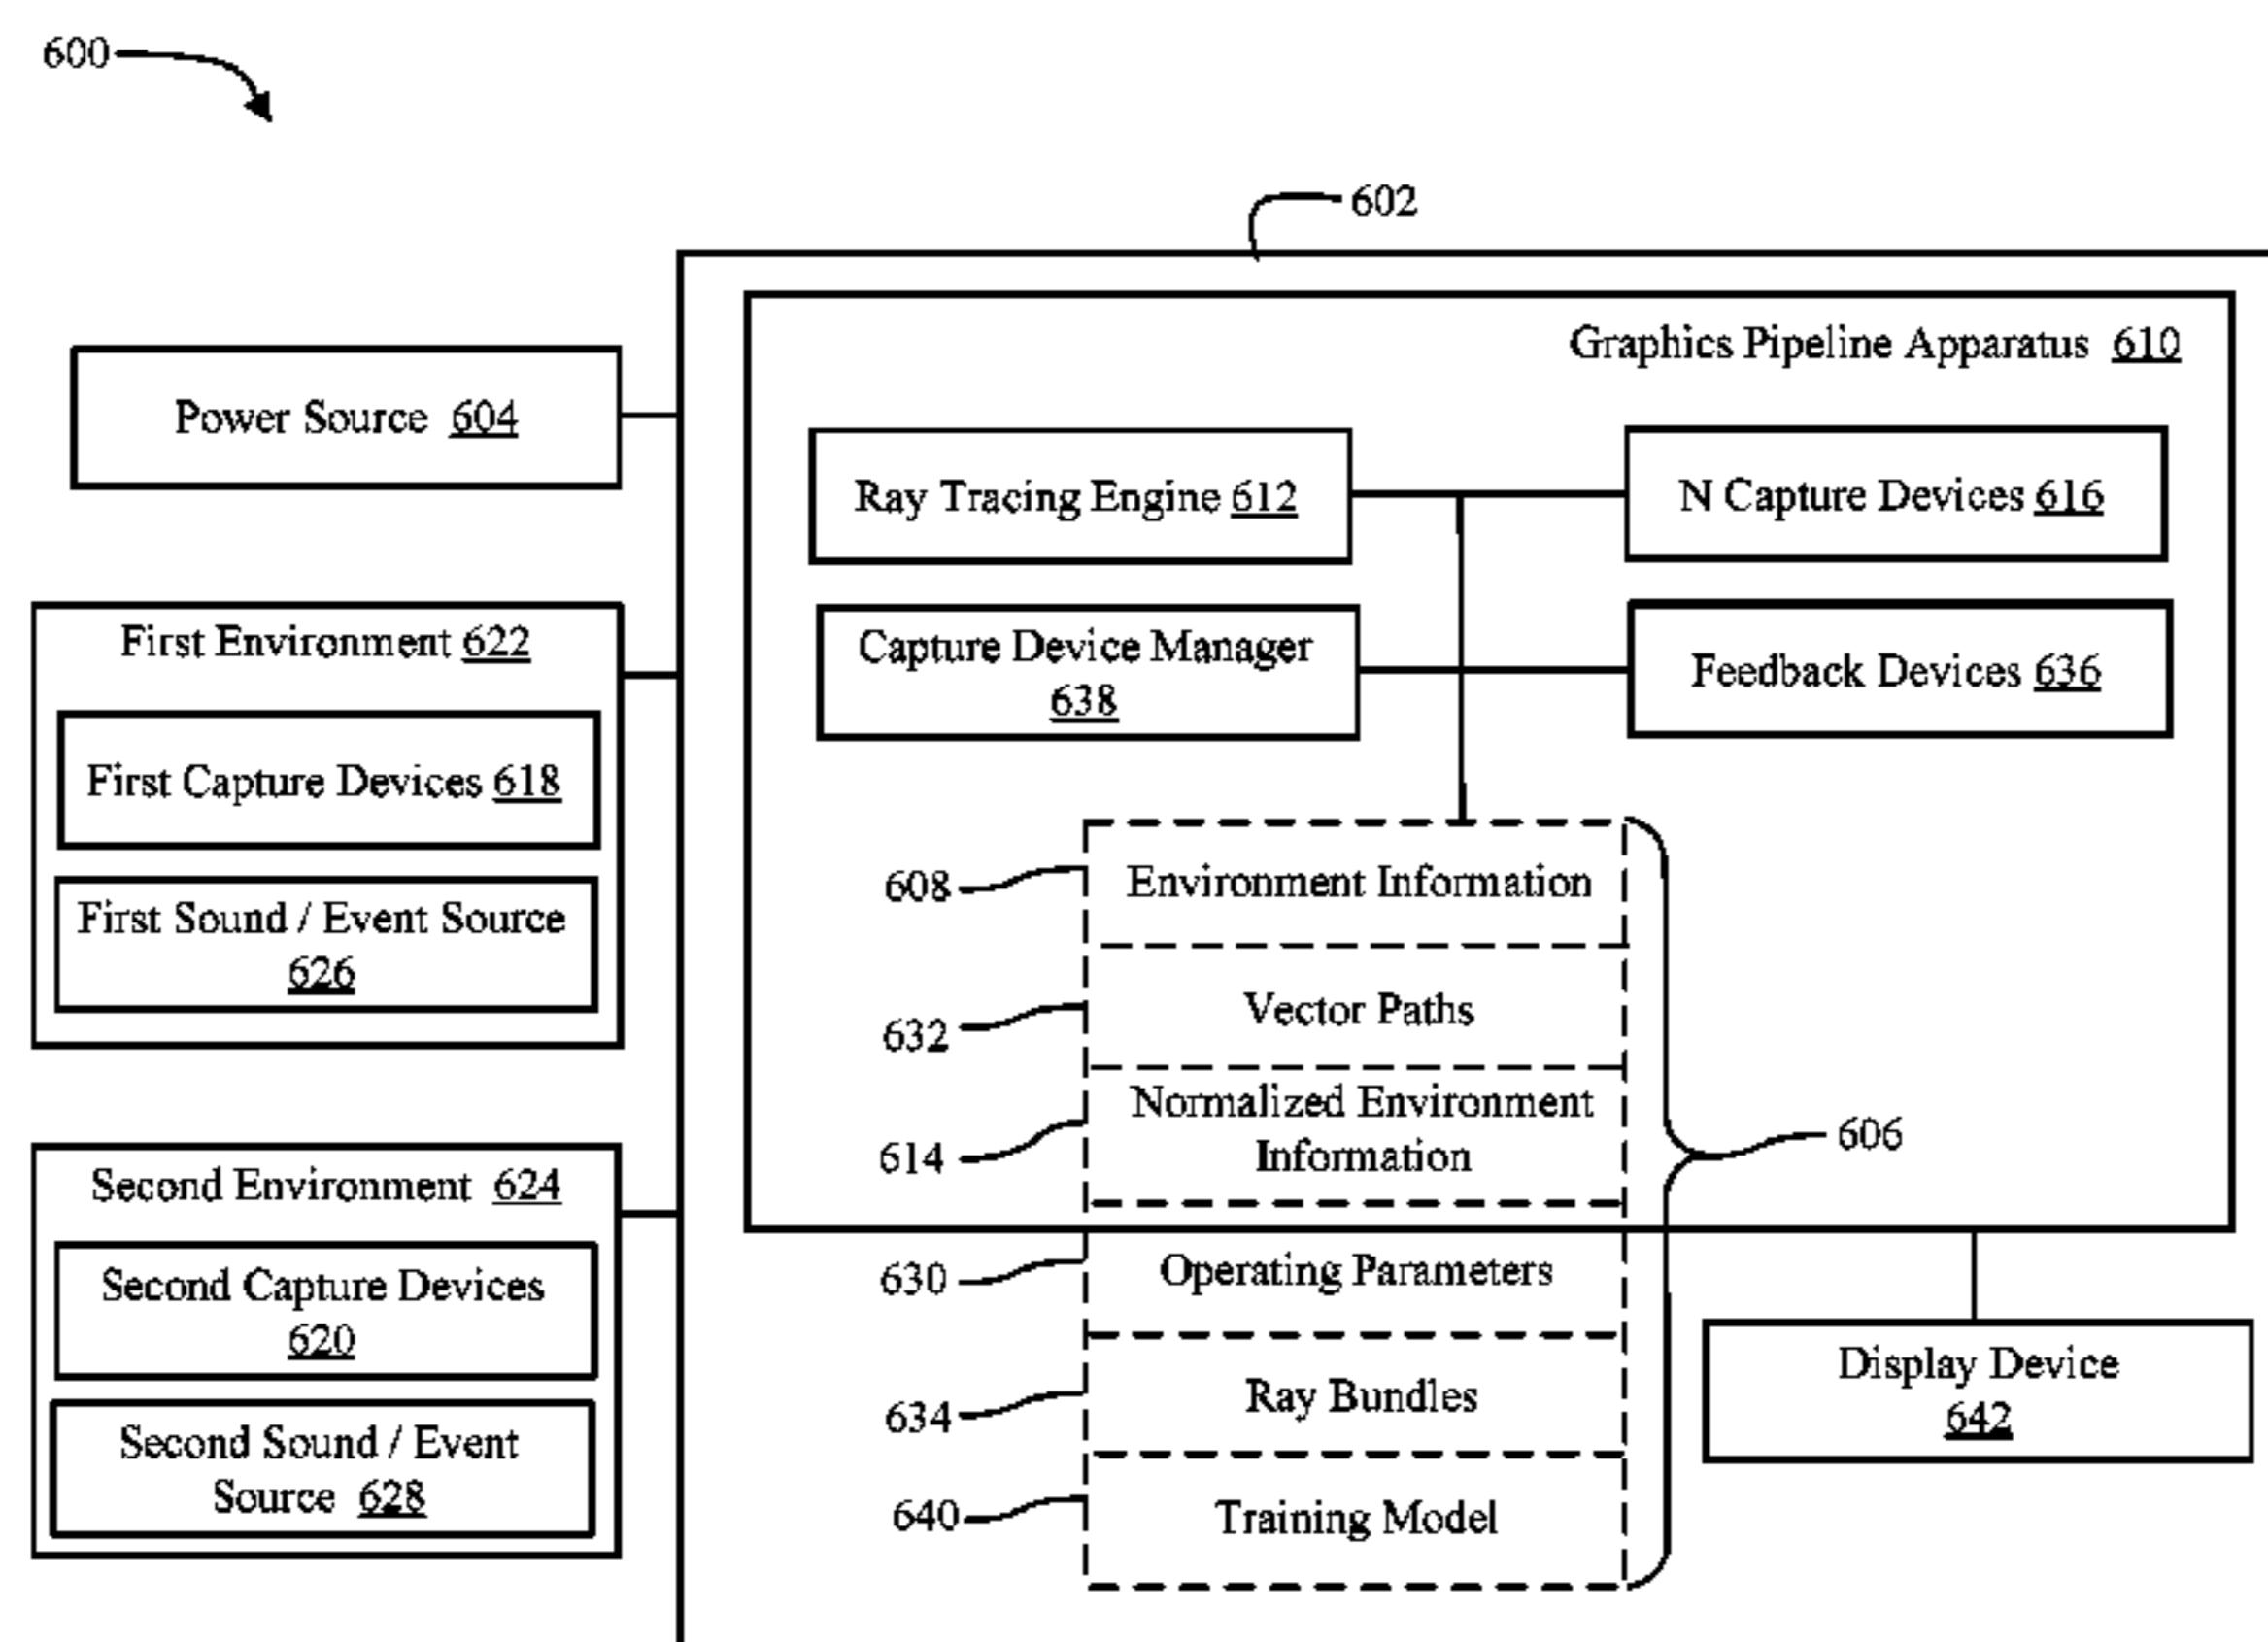 600
602
Graphics Pipeline Apparatus 610
Power Source 604
Ray Tracing Engine 612
N Capture Devices 616
First Environment 622
Capture Device Manager
638
Feedback Devices 636
First Capture Devices 618
608
Environment Information
First Sound / Event Source
626
632
Vector Paths
614
Normalized Environment
Information
606
Second Environment 624
630
Operating Parameters
Second Capture Devices
620
Display Device
642
634
Ray Bundles
Second Sound / Event
Source 628
640
Training Model